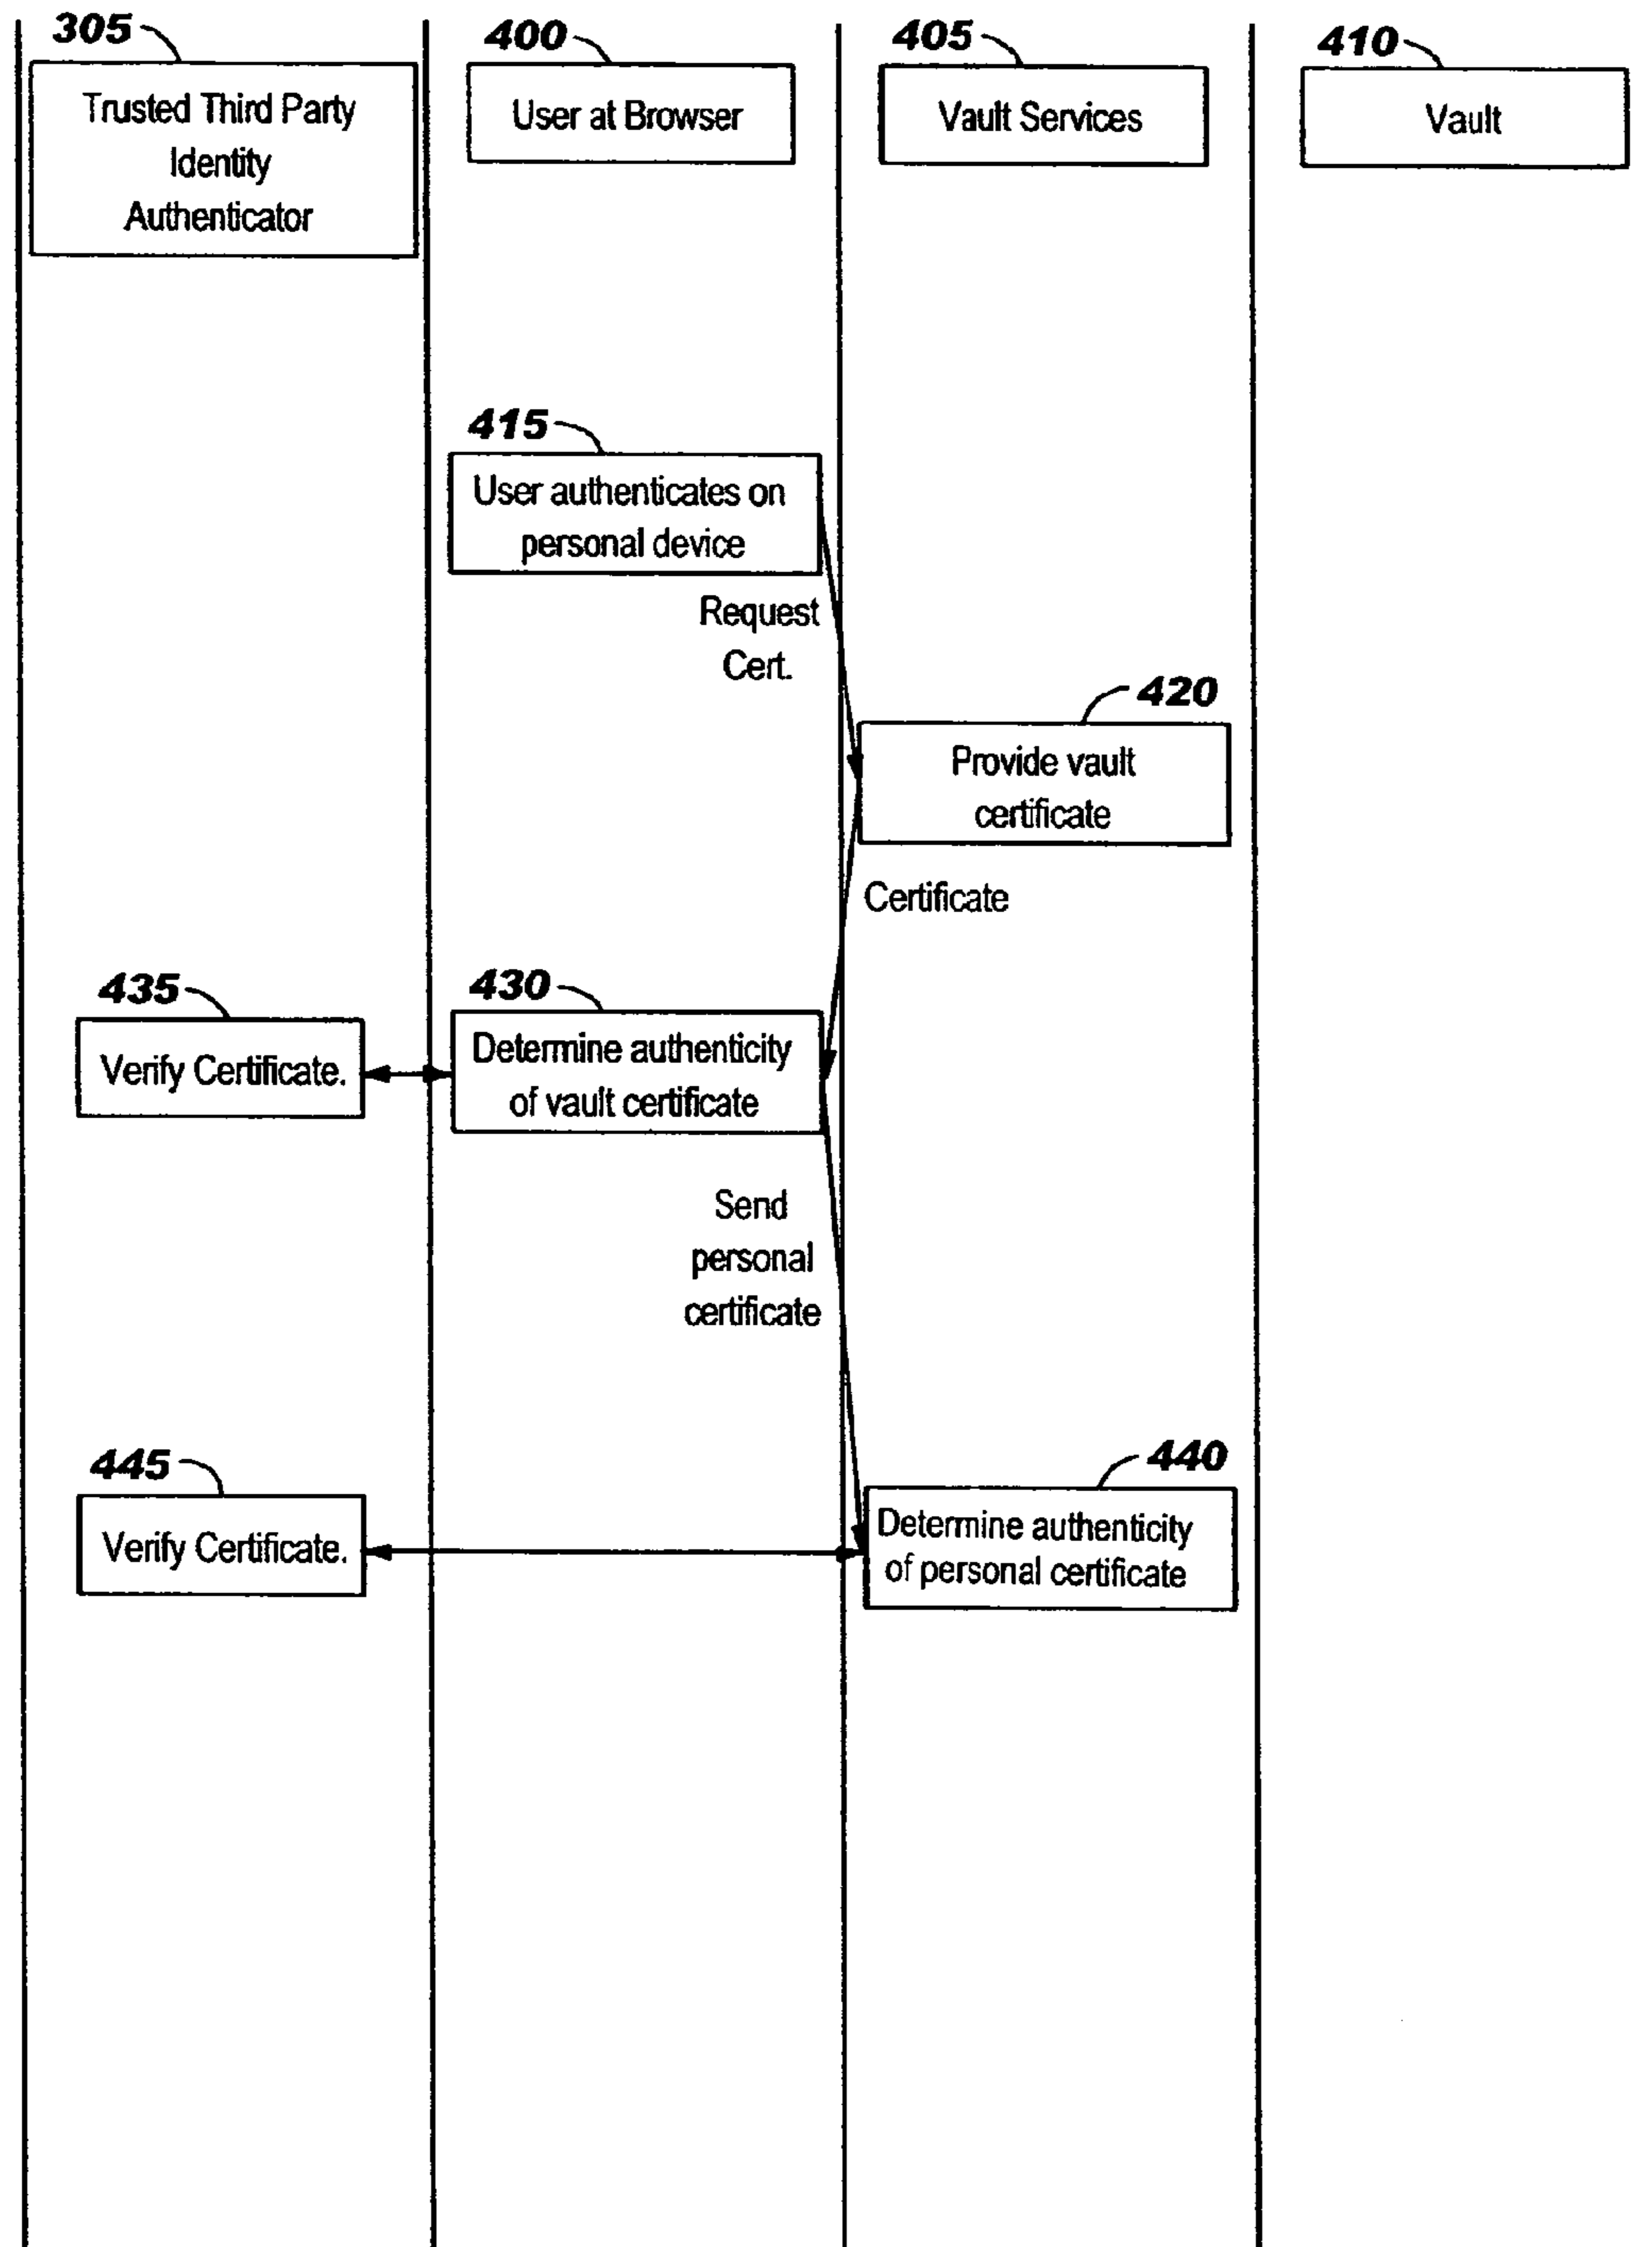 305
400
405
410
Trusted Third Party
Identity
Authenticator
User at Browser
Vault Services
Vault
415
User authenticates on
personal device
Request
Cert.
420
Provide vault
certificate
Certificate
435
430
Verify Certificate.
Determine authenticity
of vault certificate
Send
personal
certificate
445
440
Verify Certificate.
Determine authenticity
of personal certificate